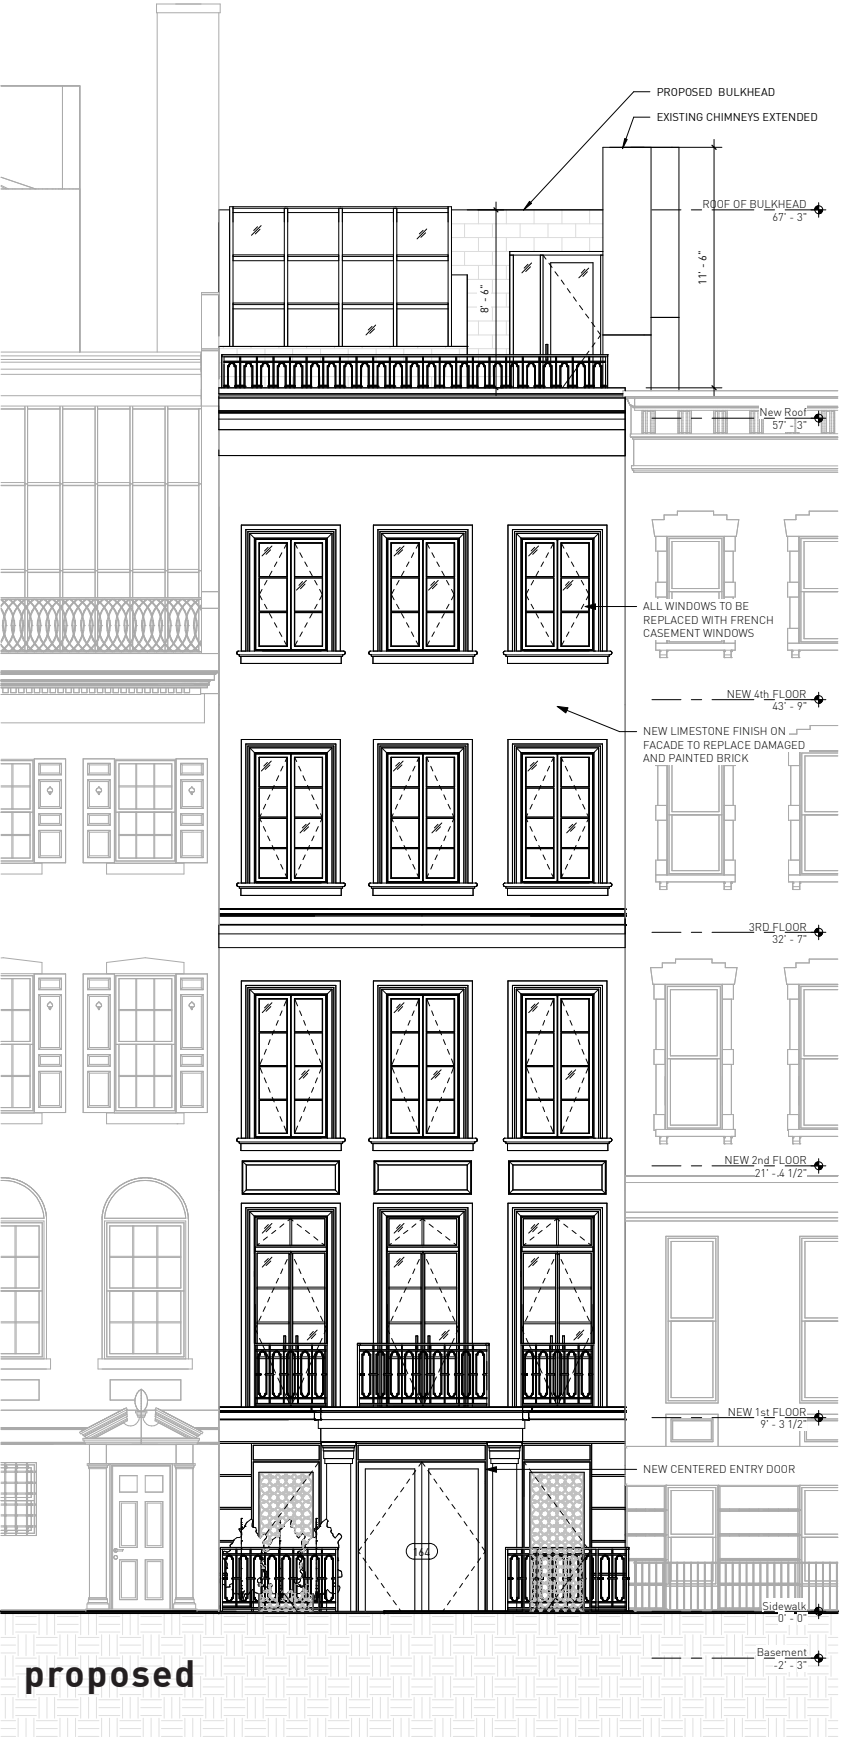 PROPOSED BULKHEAD
EXISTING CHIMNEYS EXTENDED
ROOF OF BULKHEAD
67' - 3"
11' - 6"
8' - 6"
New Roof
57' - 3"
ALL WINDOWS TO BE
REPLACED WITH FRENCH
CASEMENT WINDOWS
NEW 4th FLOOR
43' - 9"
NEW LIMESTONE FINISH ON
FACADE TO REPLACE DAMAGED
AND PAINTED BRICK
3RD FLOOR
32' - 7"
NEW 2nd FLOOR
21' - 4 1/2"
NEW 1st FLOOR
9' - 3 1/2"
NEW CENTERED ENTRY DOOR
164
Sidewalk
0' - 0"
Basement
-2' - 3"
proposed